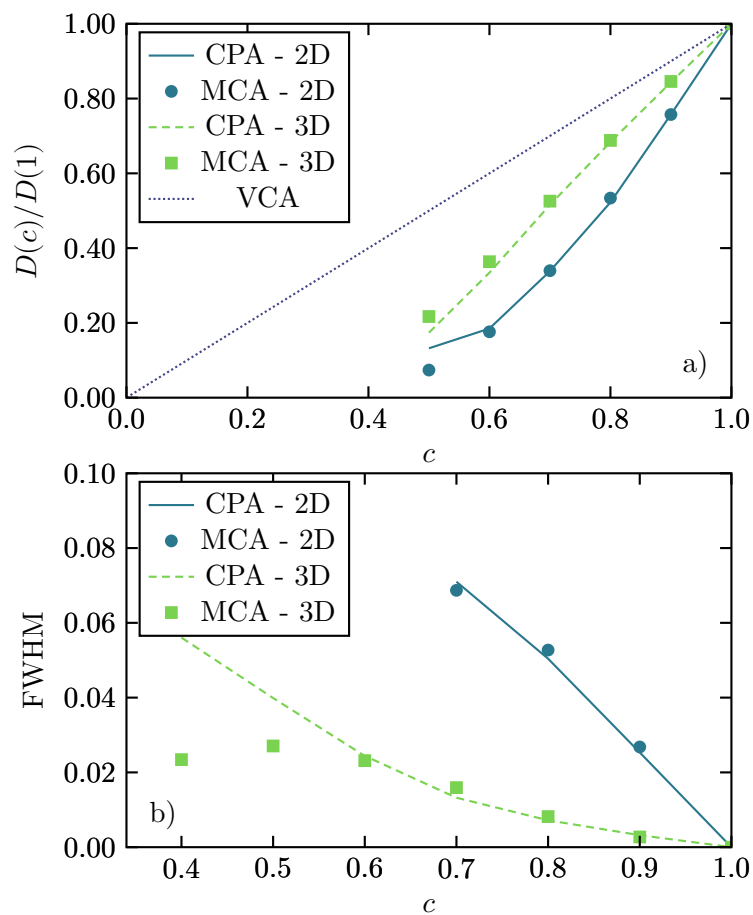 1.00
0.80
0.60
0.40
0.20
0.00
D(c)/D(1)
CPA - 2D
MCA - 2D
CPA - 3D
MCA - 3D
VCA
a)
0.0 0.2 0.4 0.6 0.8 1.0
c
0.10
0.08
0.06
0.04
0.02
0.00
FWHM
CPA - 2D
MCA - 2D
CPA - 3D
MCA - 3D
b)
0.4 0.5 0.6 0.7 0.8 0.9 1.0
c